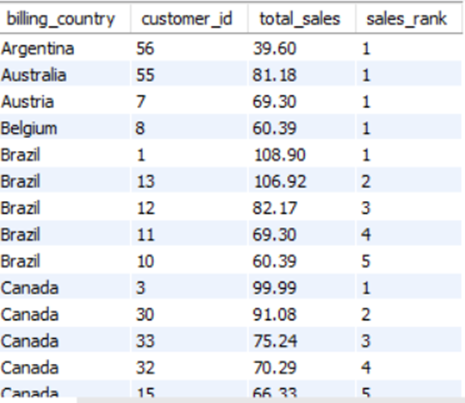 billing_country customer_id total_sales sales_rank
Argentina 56 39.60 1
Australia 55 81.18 1
Austria 7 69.30 1
Belgium 8 60.39 1
Brazil 1 108.90 1
Brazil 13 106.92 2
Brazil 12 82.17 3
Brazil 11 69.30 4
Brazil 10 60.39 5
Canada 3 99.99 1
Canada 30 91.08 2
Canada 33 75.24 3
Canada 32 70.29 4
Canada 15 66.33 5